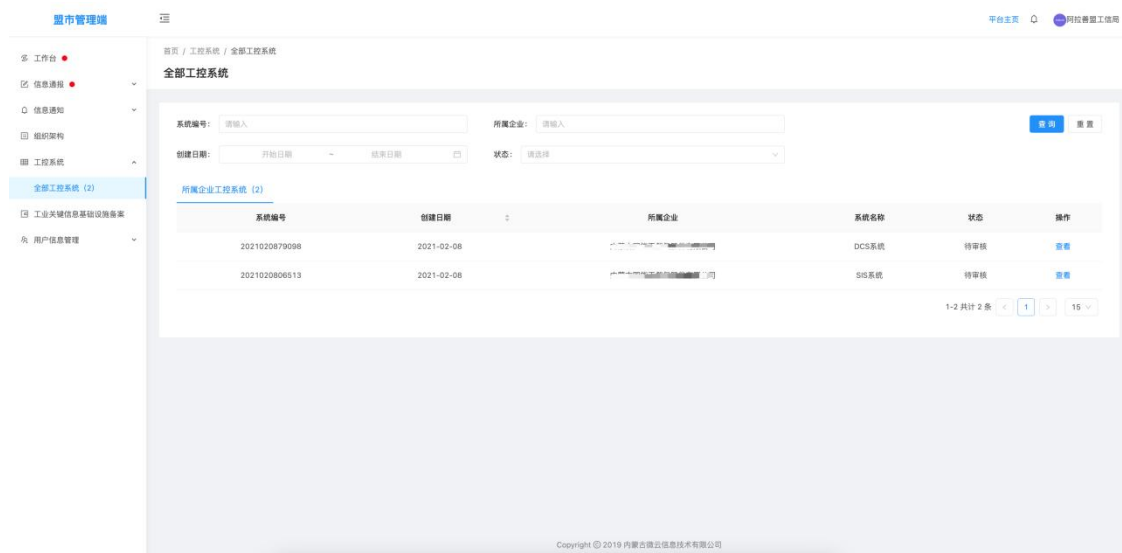 盟市管理端
平台主页 阿拉善盟工信局
工作台
信息通报
信息通知
组织架构
工控系统
全部工控系统（2）
工业关键信息基础设施备案
用户信息管理
首页 / 工控系统 / 全部工控系统
全部工控系统
系统编号： 请输入 所属企业： 请输入 查 询 重 置
创建日期： 开始日期 ~ 结束日期 状态： 请选择
所属企业工控系统（2）
系统编号 创建日期 所属企业 系统名称 状态 操作
2021020879098 2021-02-08 DCS系统 待审核 查看
2021020806513 2021-02-08 SIS系统 待审核 查看
1-2 共计 2 条 < 1 > 15
Copyright © 2019 内蒙古微云信息技术有限公司